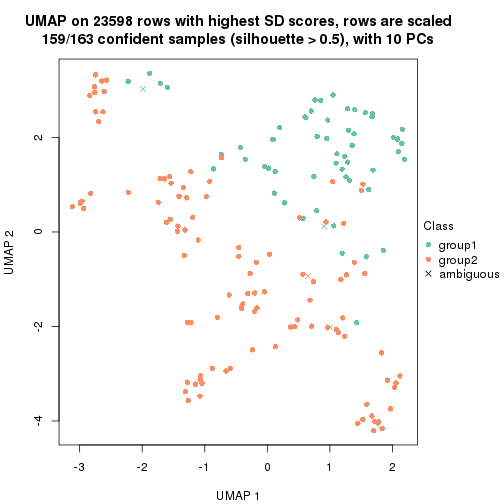 UMAP on 23598 rows with highest SD scores, rows are scaled
159/163 confident samples (silhouette > 0.5), with 10 PCs
2
0
-2
-4
UMAP 2
-3 -2 -1 0 1 2
UMAP 1
Class
group1
group2
ambiguous